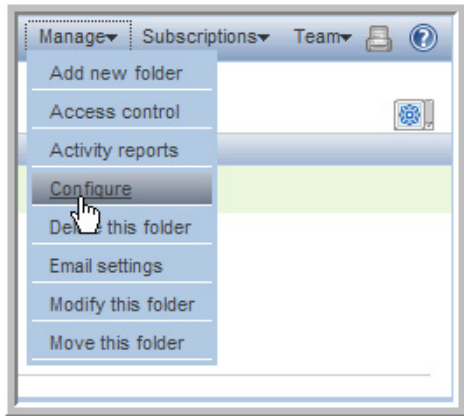 Manage▾ Subscriptions▾ Team▾ ?
Add new folder
Access control
Activity reports
Configure
Delete this folder
Email settings
Modify this folder
Move this folder